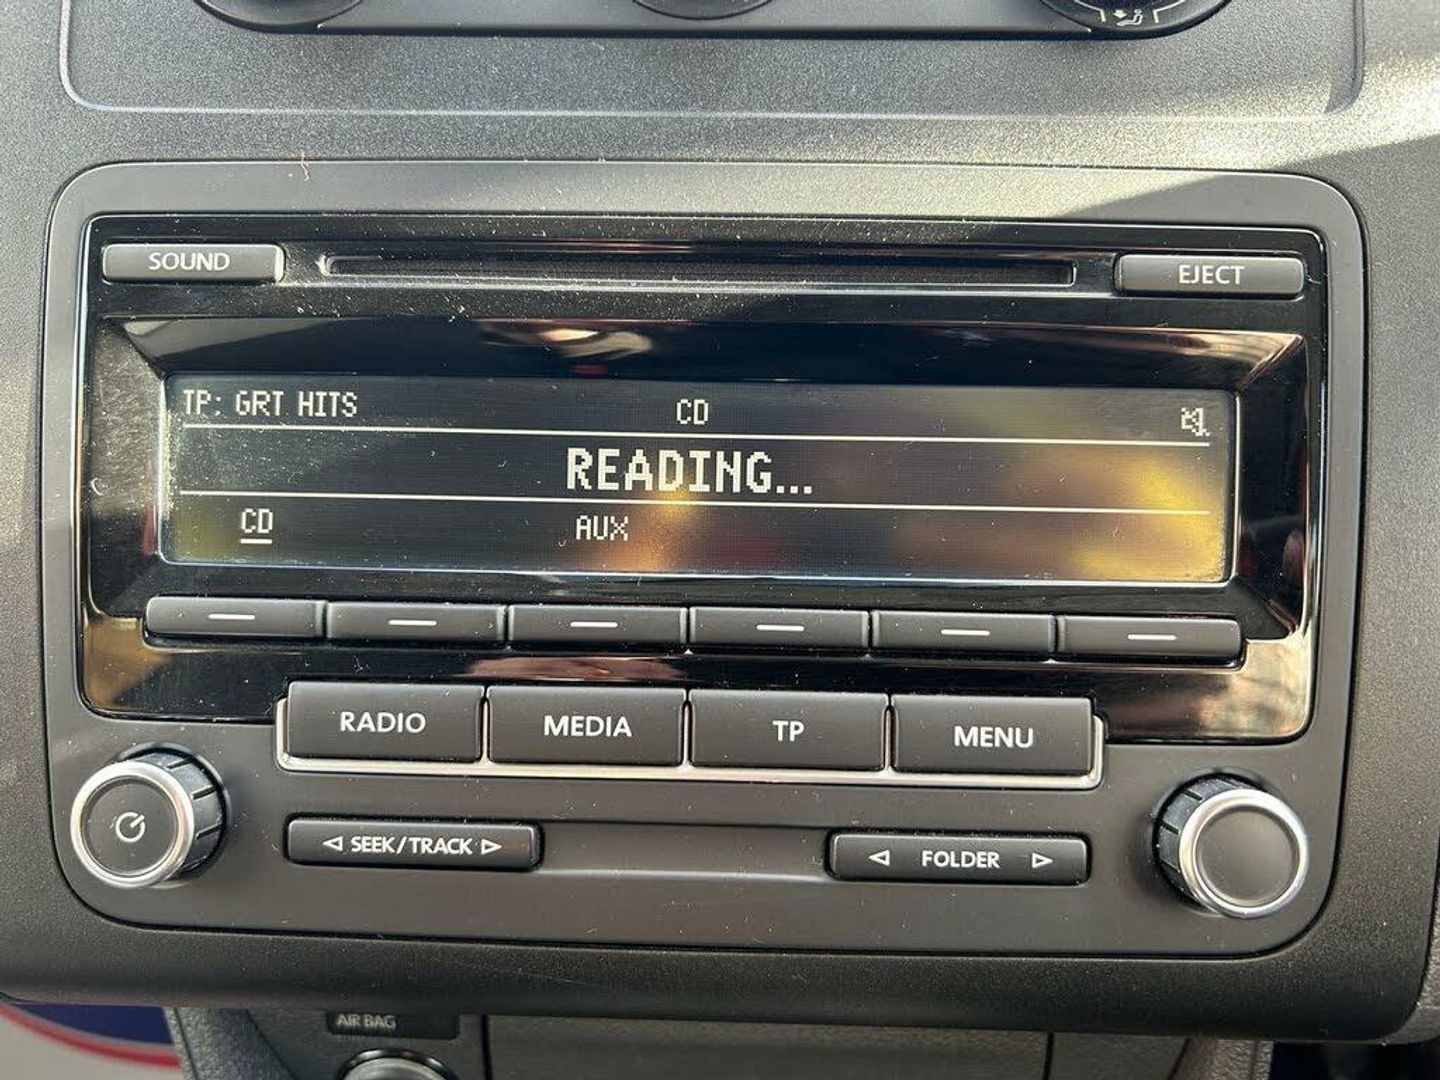 SOUND
EJECT
TP: GRT HITS
CD
READING...
CD
AUX
RADIO
MEDIA
TP
MENU
SEEK/TRACK
FOLDER
AIR BAG